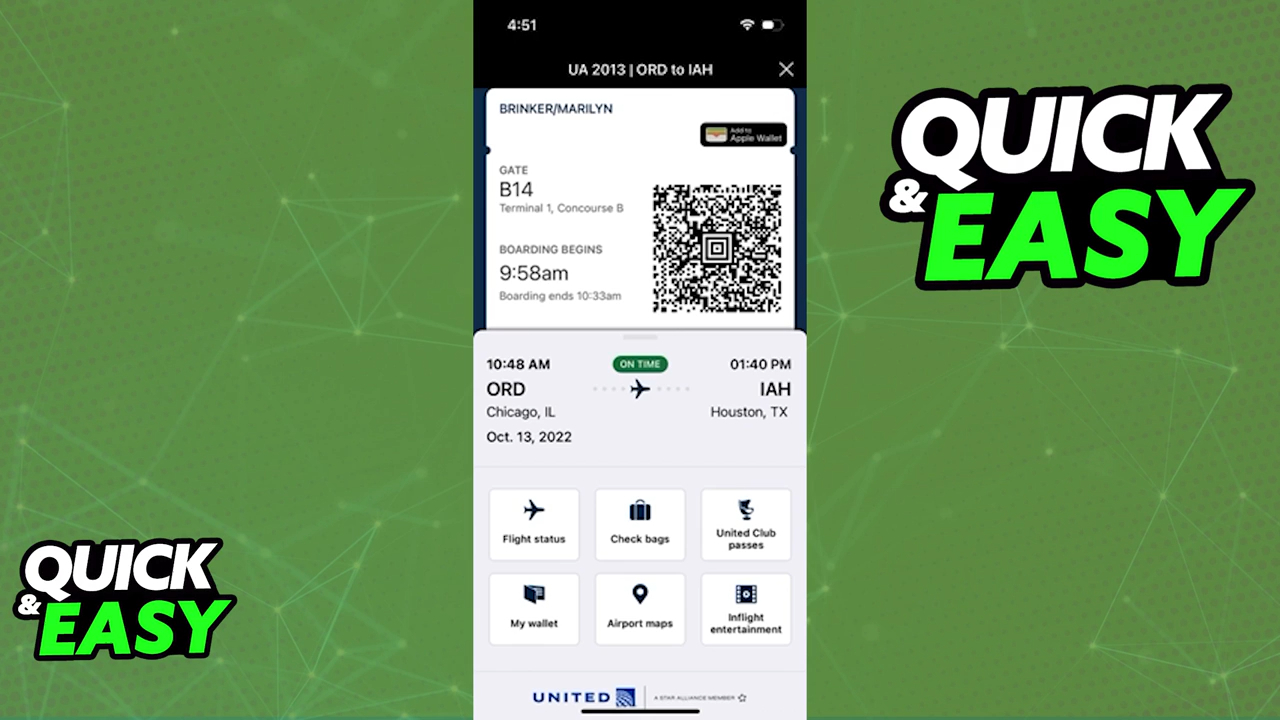 4:51
UA 2013 | ORD to IAH
BRINKER/MARILYN
Add to
Apple Wallet
GATE
B14
Terminal 1, Concourse B
BOARDING BEGINS
9:58am
Boarding ends 10:33am
10:48 AM
ON TIME
01:40 PM
ORD
IAH
Chicago, IL
Houston, TX
Oct. 13, 2022
Flight status
Check bags
United Club
passes
My wallet
Airport maps
Inflight
entertainment
UNITED
A STAR ALLIANCE MEMBER
QUICK
& EASY
QUICK
& EASY